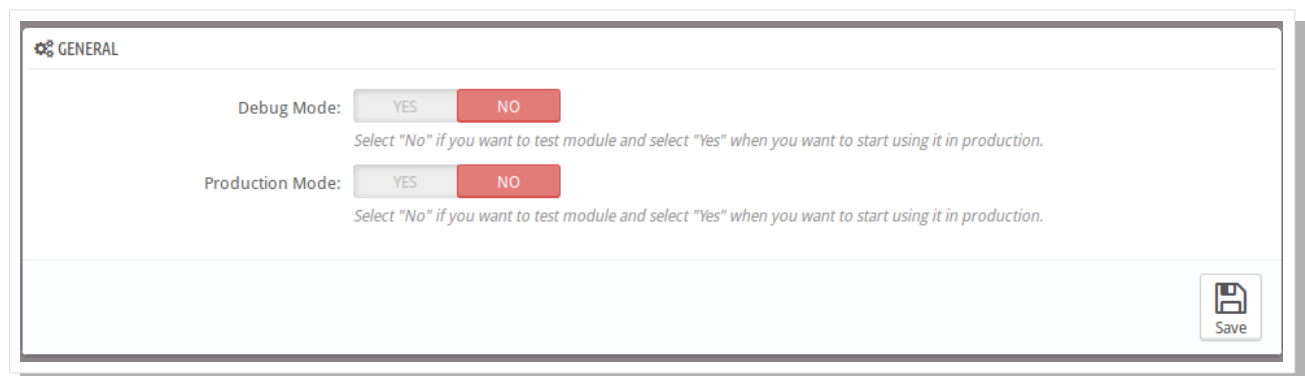 GENERAL
Debug Mode: YES NO
Select "No" if you want to test module and select "Yes" when you want to start using it in production.
Production Mode: YES NO
Select "No" if you want to test module and select "Yes" when you want to start using it in production.
Save